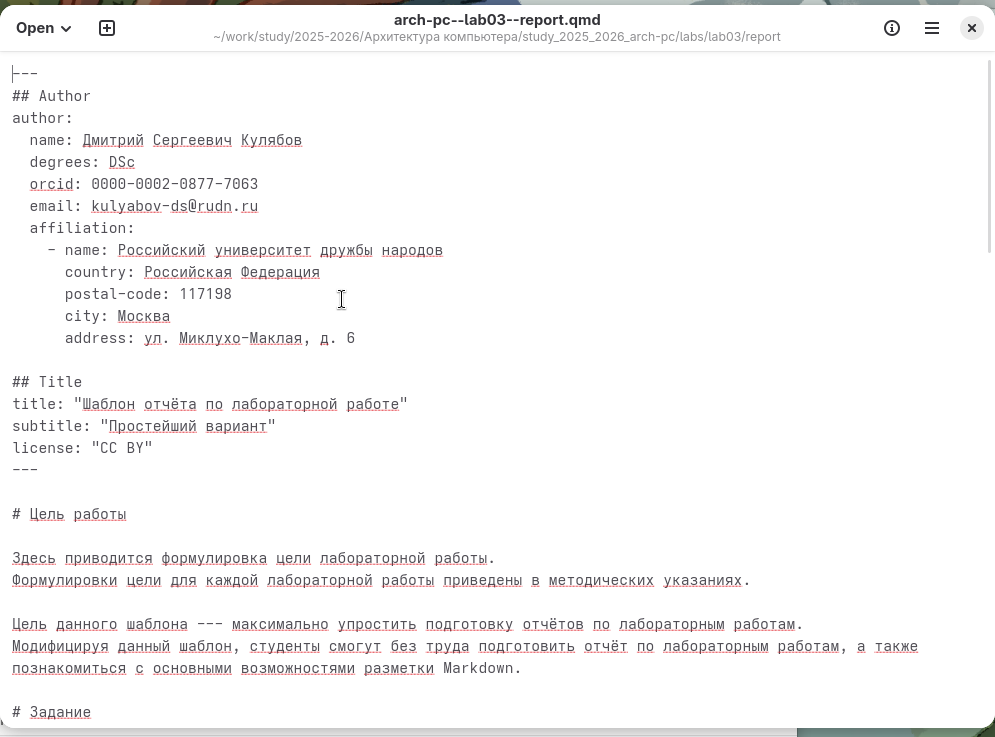 Open
arch-pc--lab03--report.qmd
~/work/study/2025-2026/Архитектура компьютера/study_2025_2026_arch-pc/labs/lab03/report
---
## Author
author:
  name: Дмитрий Сергеевич Кулябов
  degrees: DSc
  orcid: 0000-0002-0877-7063
  email: kulyabov-ds@rudn.ru
  affiliation:
    - name: Российский университет дружбы народов
      country: Российская Федерация
      postal-code: 117198
      city: Москва
      address: ул. Миклухо-Маклая, д. 6
## Title
title: "Шаблон отчёта по лабораторной работе"
subtitle: "Простейший вариант"
license: "CC BY"
---
# Цель работы
Здесь приводится формулировка цели лабораторной работы.
Формулировки цели для каждой лабораторной работы приведены в методических указаниях.
Цель данного шаблона --- максимально упростить подготовку отчётов по лабораторным работам.
Модифицируя данный шаблон, студенты смогут без труда подготовить отчёт по лабораторным работам, а также
познакомиться с основными возможностями разметки Markdown.
# Задание